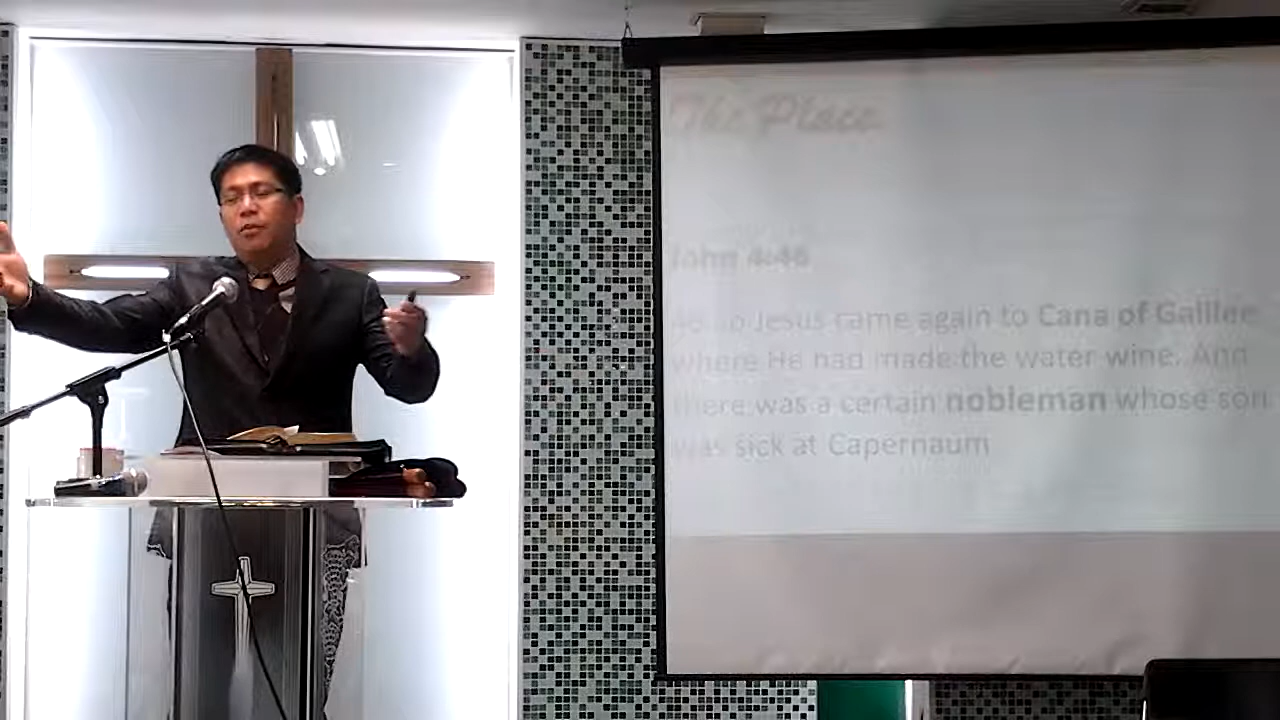 The Place
John 4:46
46 So Jesus came again to Cana of Galilee
where He had made the water wine. And
there was a certain nobleman whose son
was sick at Capernaum